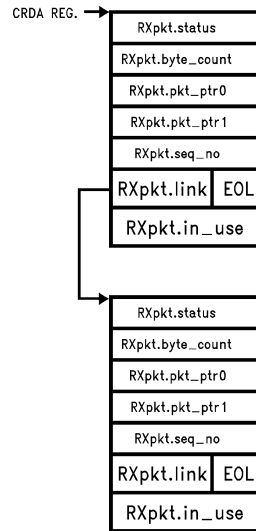 CRDA REG.
RXpkt.status
RXpkt.byte_count
RXpkt.pkt_ptr0
RXpkt.pkt_ptr1
RXpkt.seq_no
RXpkt.link EOL
RXpkt.in_use
RXpkt.status
RXpkt.byte_count
RXpkt.pkt_ptr0
RXpkt.pkt_ptr1
RXpkt.seq_no
RXpkt.link EOL
RXpkt.in_use